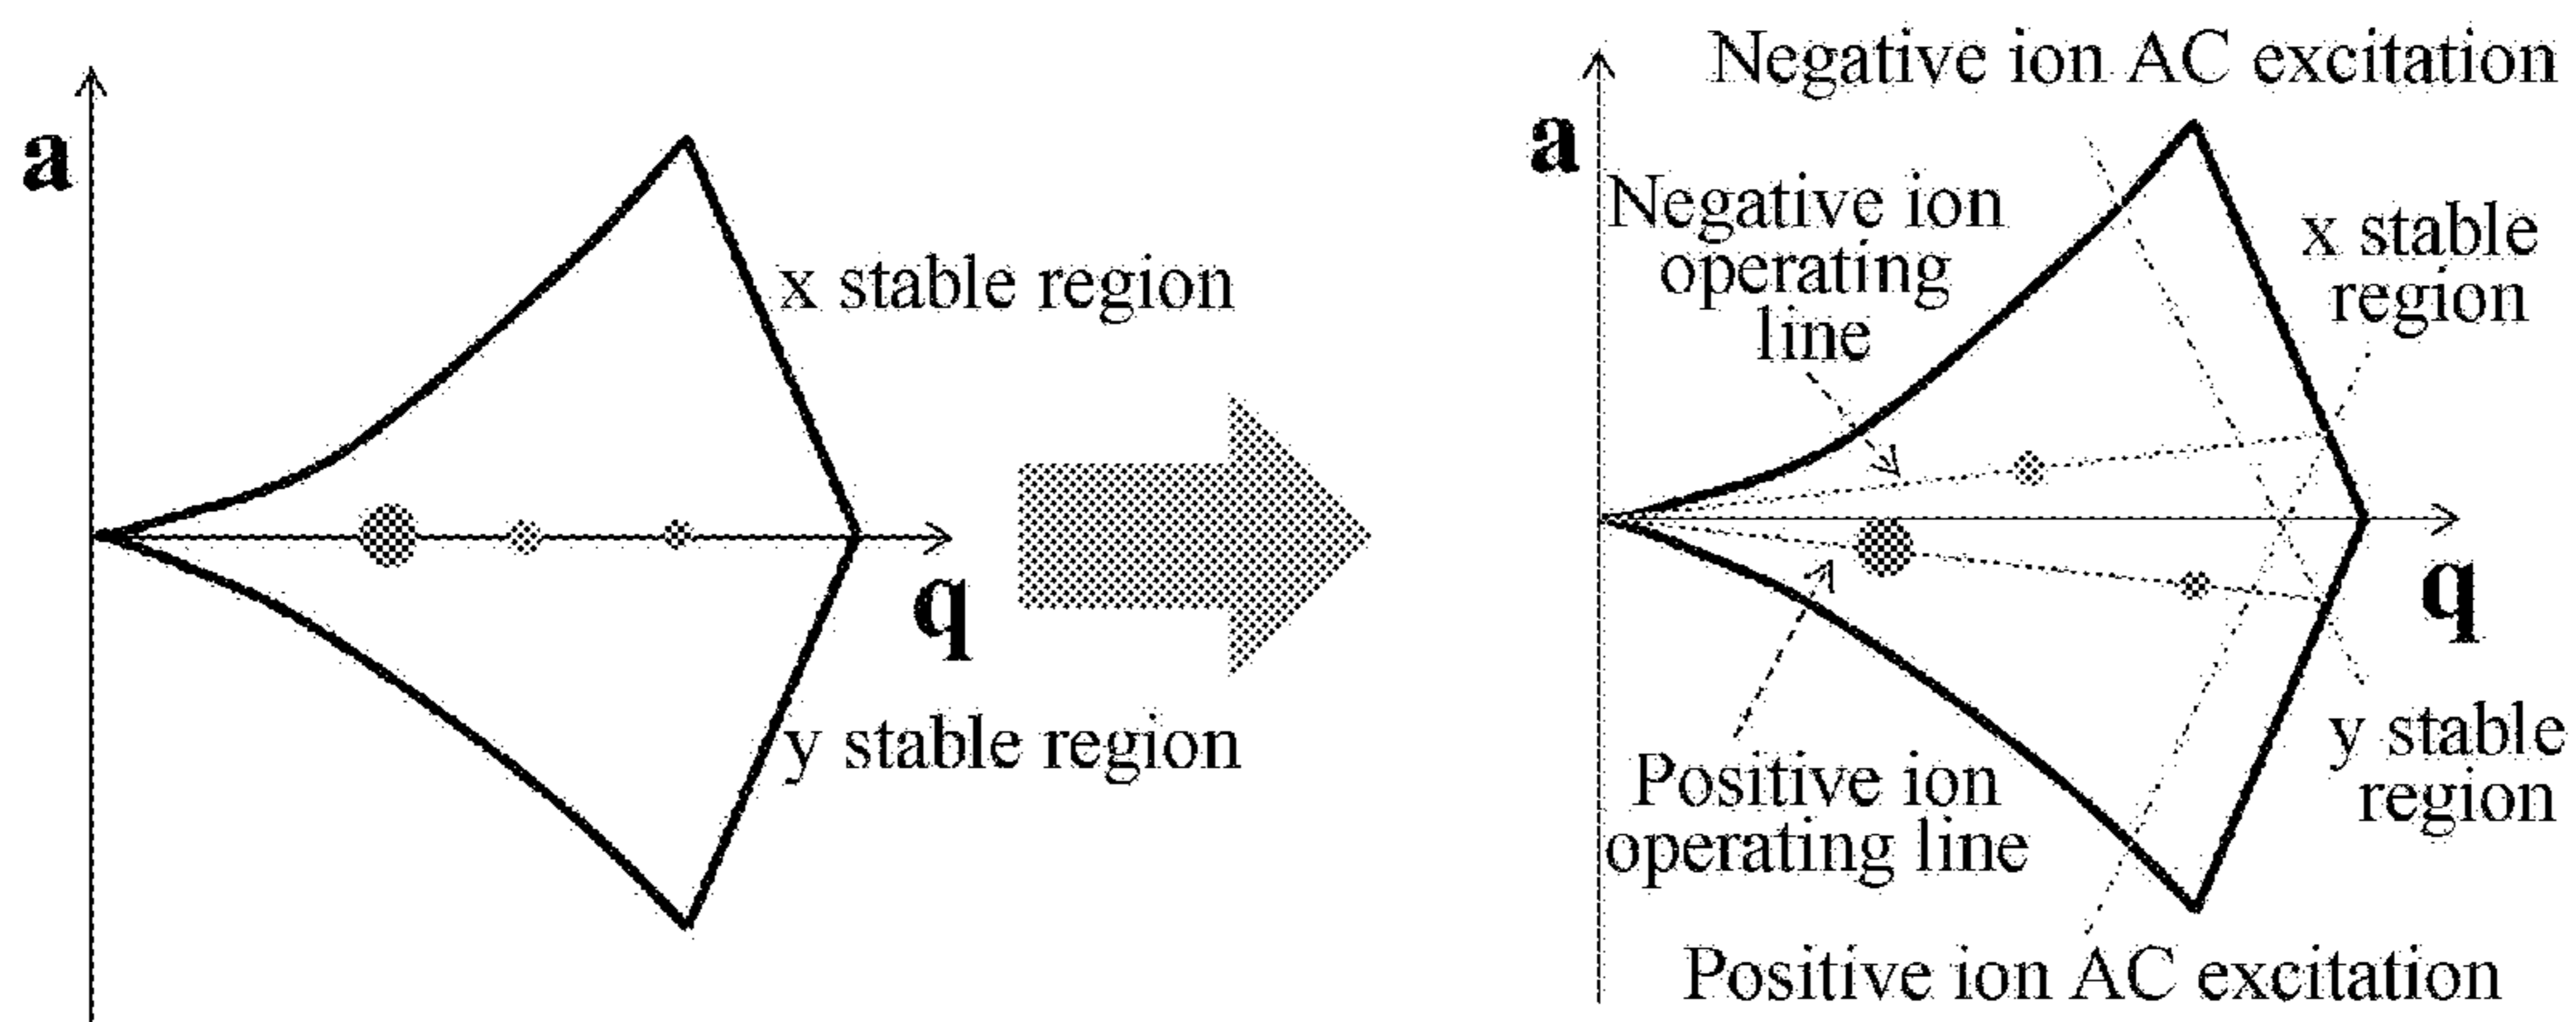 a
x stable region
q
y stable region
Negative ion AC excitation
a
Negative ion
operating
line
x stable
region
q
Positive ion
operating line
y stable
region
Positive ion AC excitation